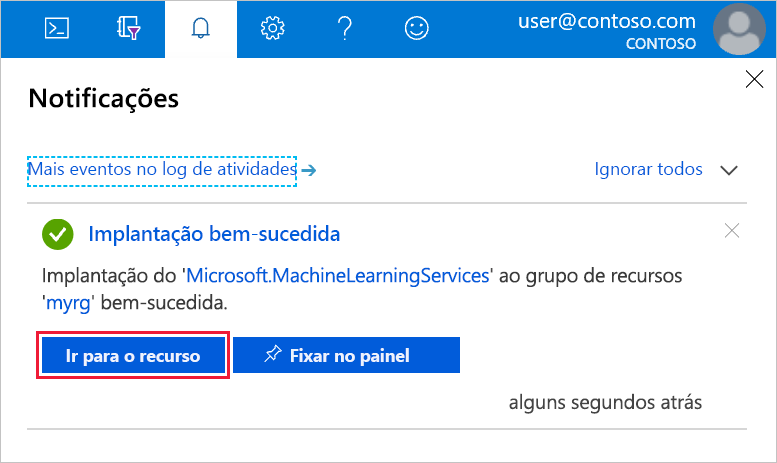 user@contoso.com
CONTOSO
Notificações
Mais eventos no log de atividades
Ignorar todos
Implantação bem-sucedida
Implantação do 'Microsoft.MachineLearningServices' ao grupo de recursos
'myrg' bem-sucedida.
Ir para o recurso
Fixar no painel
alguns segundos atrás